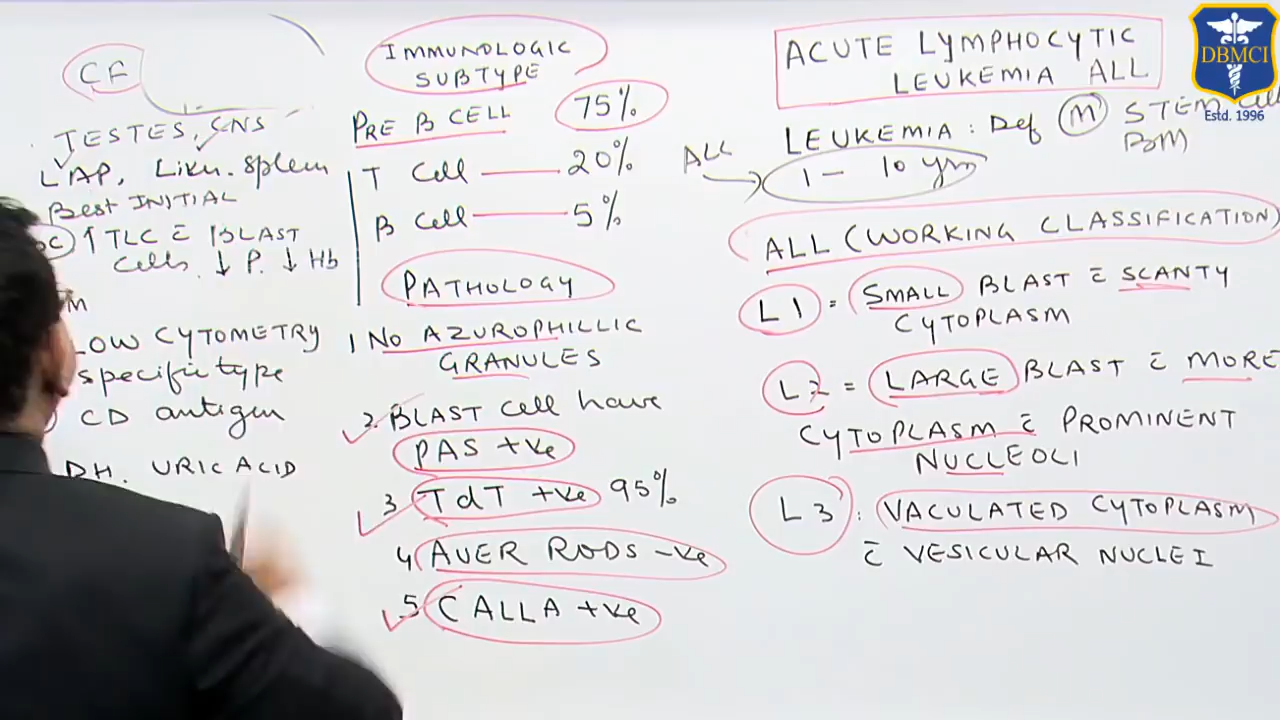 CF
TESTES, CNS
LAP, Liver. Spleen
Best INITIAL
↑ TLC c̄ ↑BLAST
cells. ↓ P. ↓ Hb
LOW CYTOMETRY
specific type
CD antigen
DH. URIC ACID
IMMUNOLOGIC
SUBTYPE
PRE B CELL 75%
T Cell — 20%
B Cell — 5%
PATHOLOGY
1 No AZUROPHILLIC
GRANULES
2. BLAST cell have
PAS +ve
3 TdT +ve 95%
4 AUER RODS -ve
5 CALLA +ve
ACUTE LYMPHOCYTIC
LEUKEMIA ALL
LEUKEMIA : Def (M) STEM Cell
BM
ALL → 1 - 10 yrs
ALL (WORKING CLASSIFICATION)
L1 = SMALL BLAST c̄ SCANTY
CYTOPLASM
L2 = LARGE BLAST c̄ MORE
CYTOPLASM c̄ PROMINENT
NUCLEOLI
L3 : VACULATED CYTOPLASM
c̄ VESICULAR NUCLEI
DBMCI
Estd. 1996